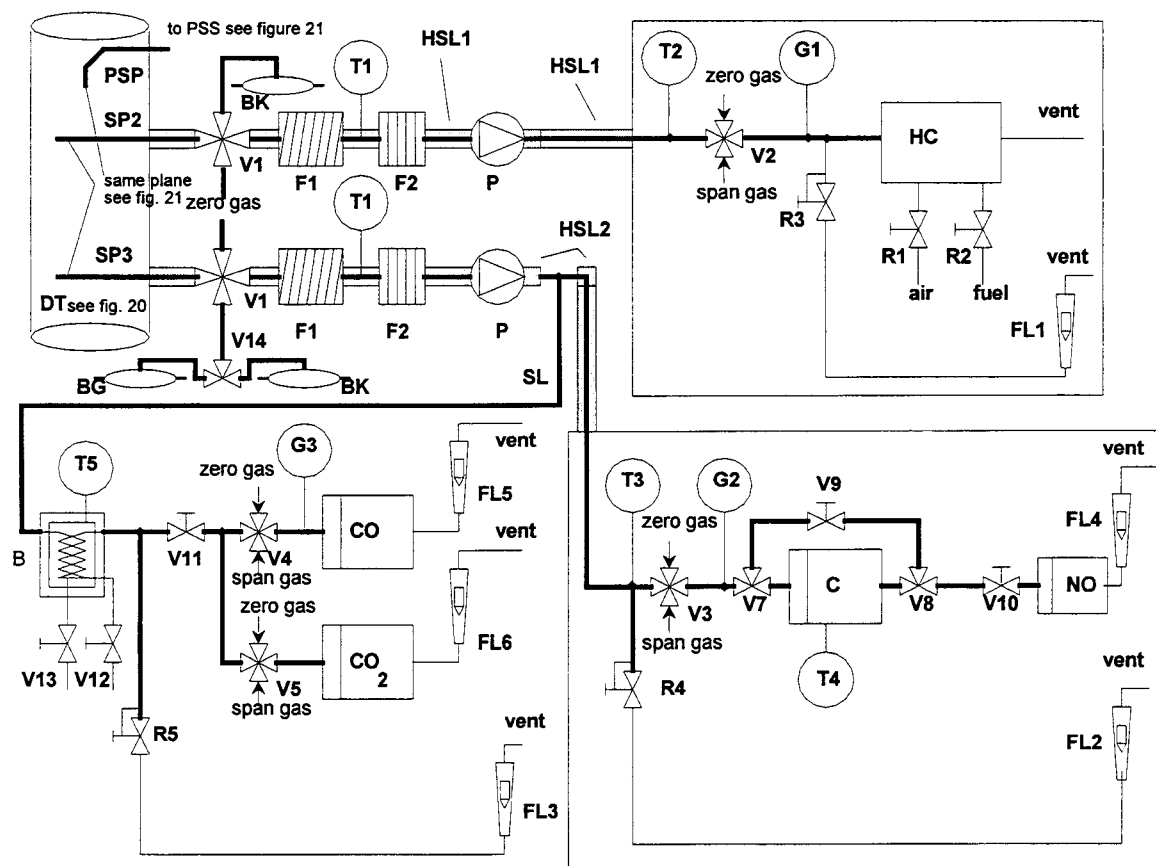 to PSS see figure 21
PSP
HSL1
HSL1
T1
BK
SP2
V1
F1
F2
P
T2
zero gas
G1
V2
span gas
HC
vent
R3
R1
R2
air
fuel
vent
FL1
same plane
see fig. 21
zero gas
T1
HSL2
SP3
V1
F1
F2
P
DT see fig. 20
V14
BG
BK
SL
T5
B
V13
V12
V11
zero gas
G3
V4
span gas
CO
vent
FL5
vent
zero gas
V5
span gas
CO2
FL6
R5
vent
FL3
T3
G2
zero gas
V3
span gas
V9
V7
C
V8
V10
NO
vent
FL4
T4
R4
vent
FL2